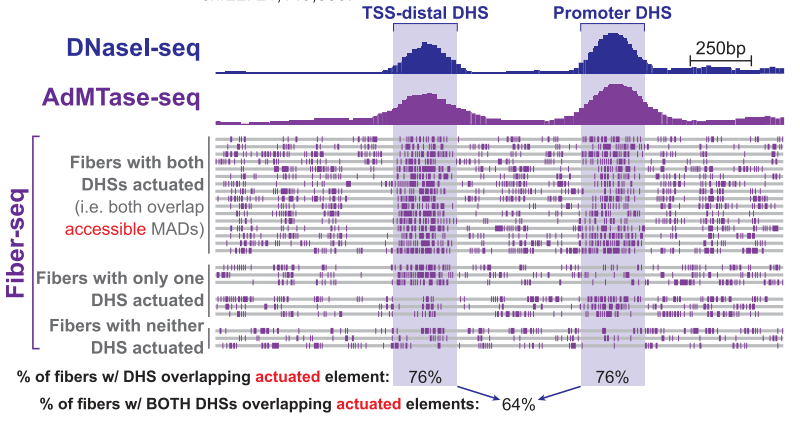 TSS-distal DHS
Promoter DHS
DNaseI-seq
250bp
AdMTase-seq
Fiber-seq
Fibers with both
DHSs actuated
(i.e. both overlap
accessible MADs)
Fibers with only one
DHS actuated
Fibers with neither
DHS actuated
% of fibers w/ DHS overlapping actuated element: 76% 76%
% of fibers w/ BOTH DHSs overlapping actuated elements: 64%